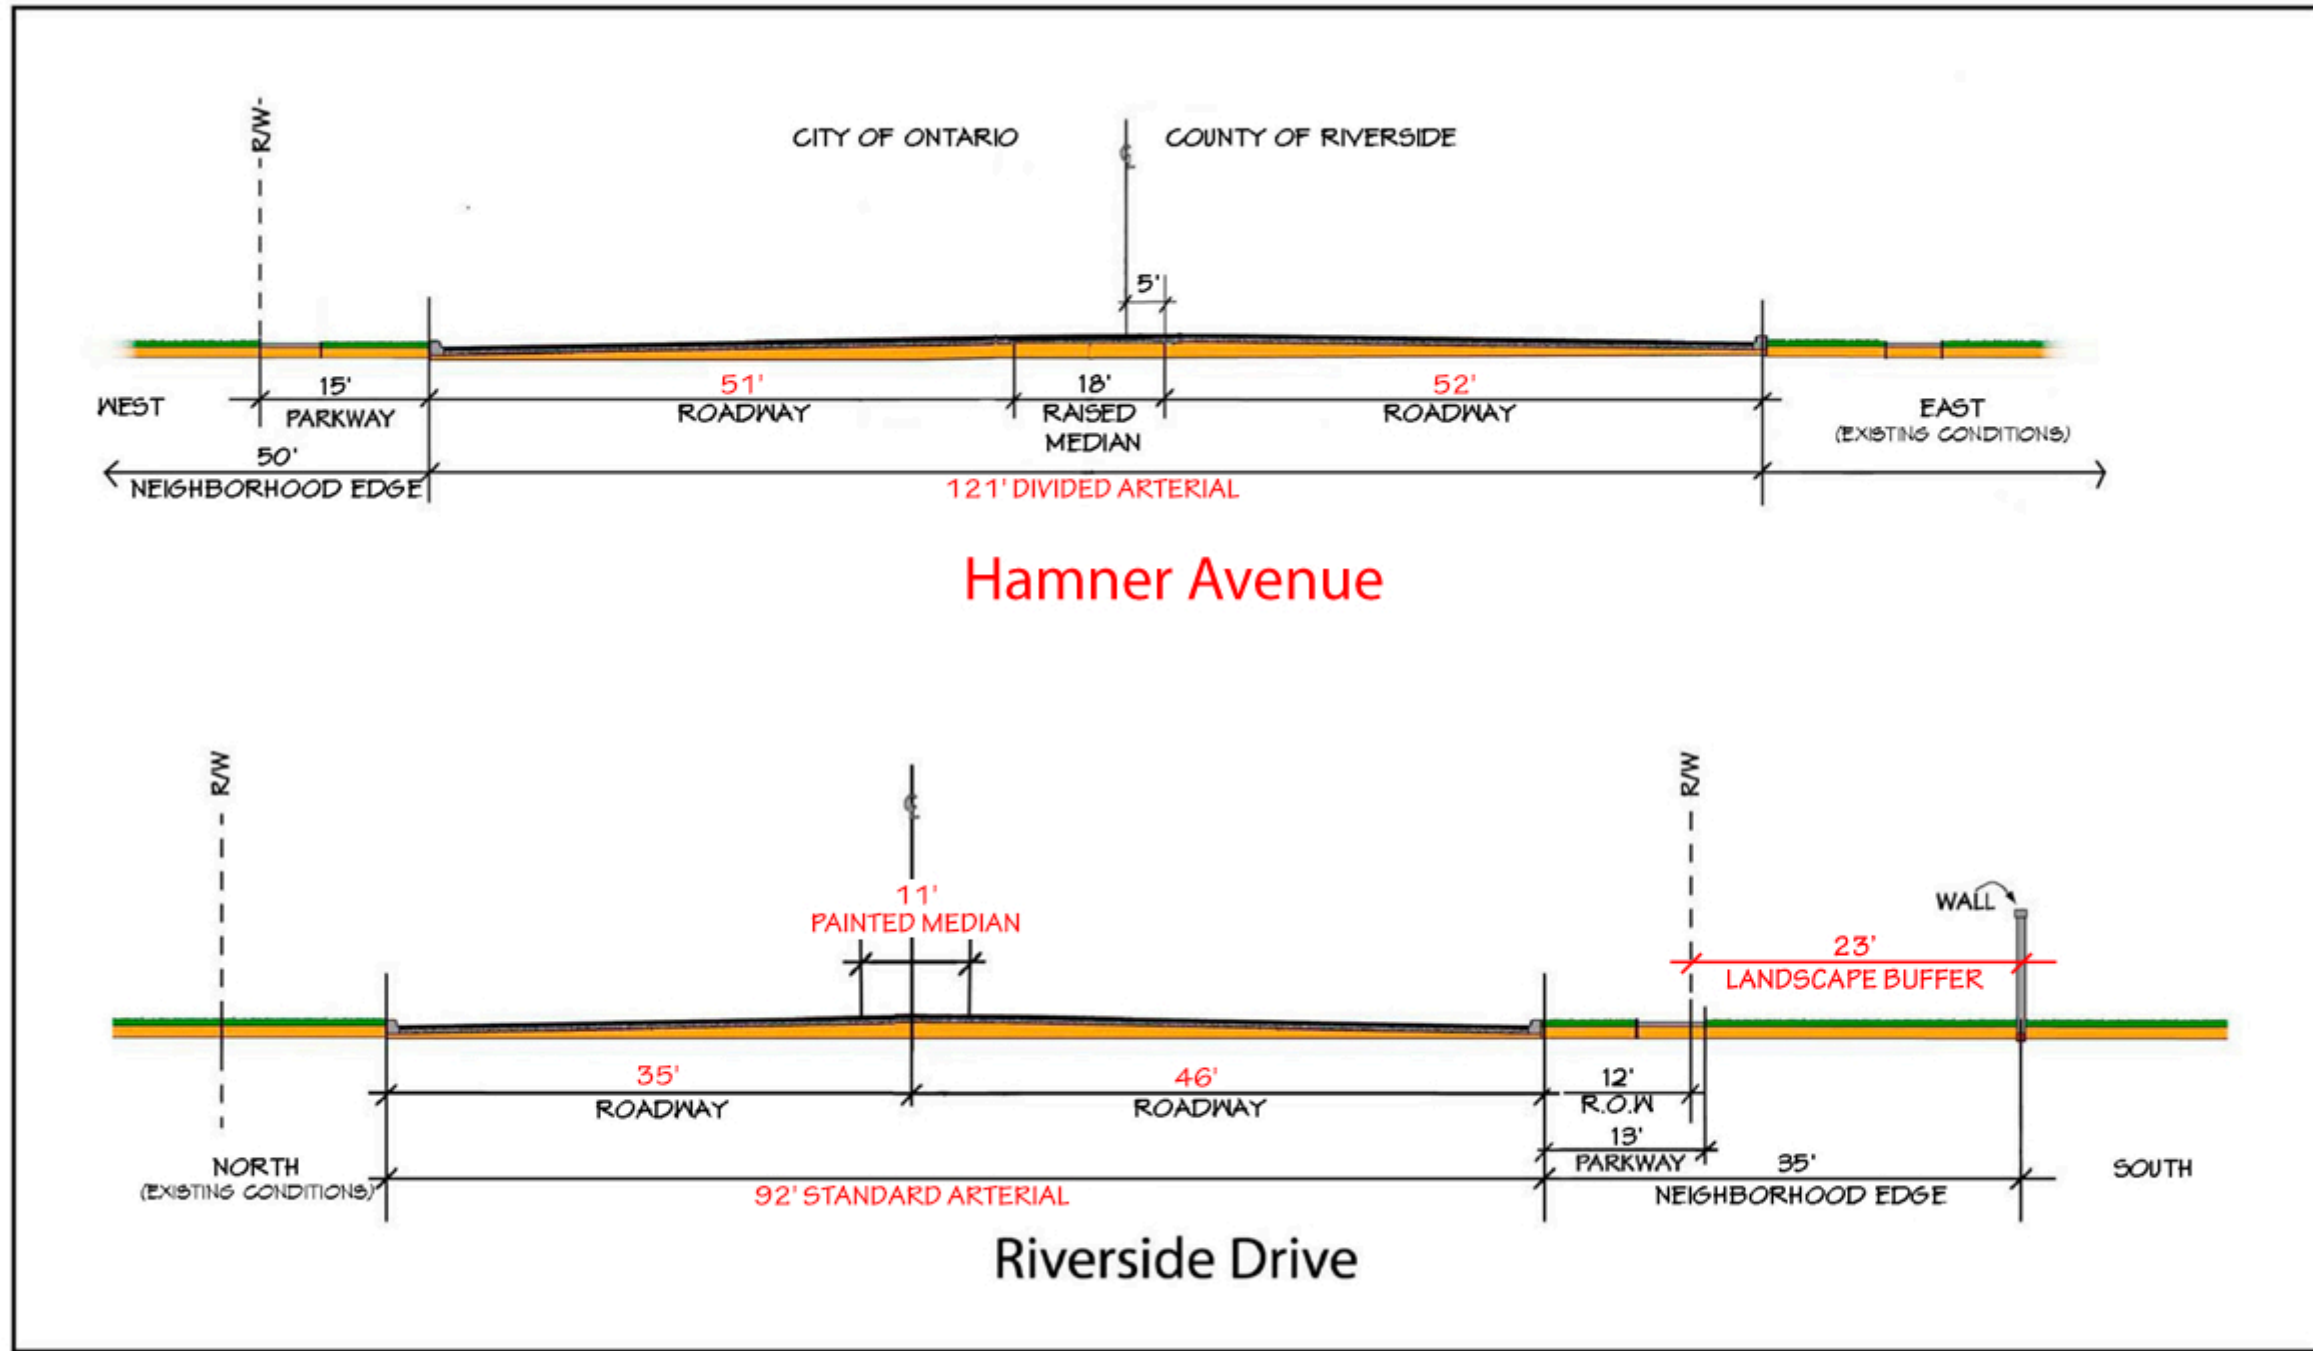 R/W
CITY OF ONTARIO
℄
COUNTY OF RIVERSIDE
5'
WEST
15'
PARKWAY
51'
ROADWAY
18'
RAISED
MEDIAN
52'
ROADWAY
EAST
(EXISTING CONDITIONS)
50'
NEIGHBORHOOD EDGE
121' DIVIDED ARTERIAL
Hamner Avenue
R/W
℄
R/W
11'
PAINTED MEDIAN
WALL
23'
LANDSCAPE BUFFER
35'
ROADWAY
46'
ROADWAY
12'
R.O.W
13'
PARKWAY
NORTH
(EXISTING CONDITIONS)
92' STANDARD ARTERIAL
35'
NEIGHBORHOOD EDGE
SOUTH
Riverside Drive